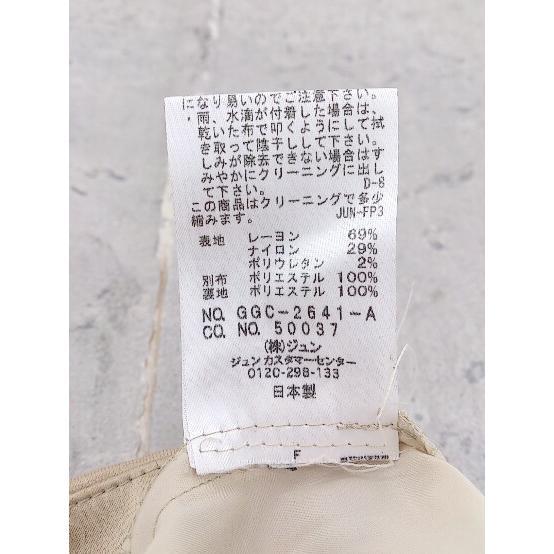 になり易いのでご注意下さい。
・雨、水滴が付着した場合は、
乾いた布で叩くようにして拭
き取って陰干しして下さい。
しみが除去できない場合はす
みやかにクリーニングに出し
て下さい。 D-8
この商品はクリーニングで多少
縮みます。 JUN-FP3
表地 レーヨン 69%
ナイロン 29%
ポリウレタン 2%
別布 ポリエステル 100%
裏地 ポリエステル 100%
NO. GGC-2641-A
CO. NO. 50037
(株)ジュン
ジュンカスタマーセンター
0120-298-133
日本製
F